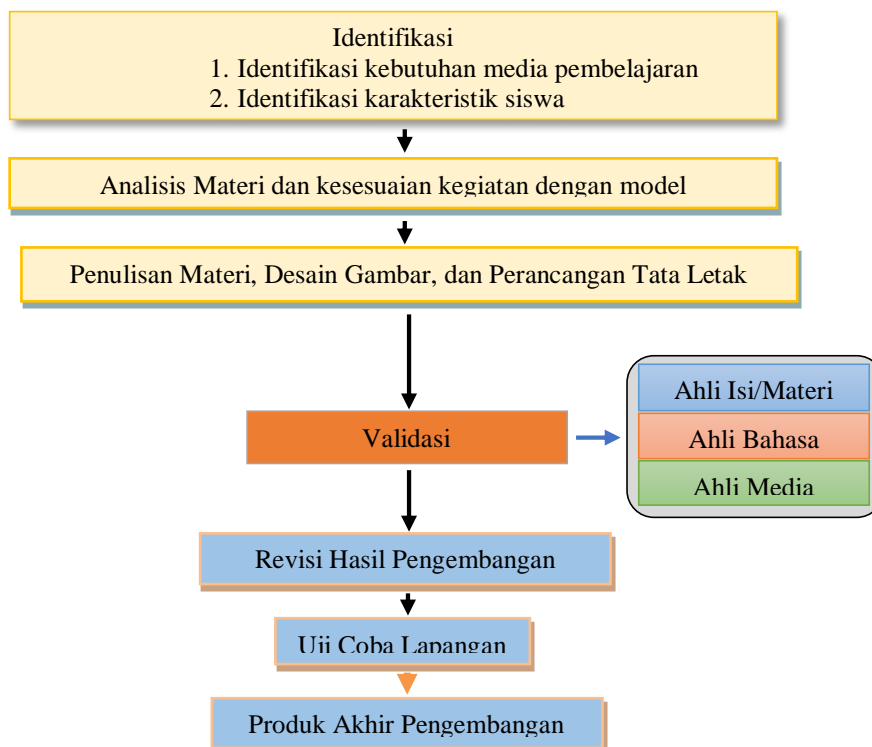 Identifikasi
1. Identifikasi kebutuhan media pembelajaran
2. Identifikasi karakteristik siswa
Analisis Materi dan kesesuaian kegiatan dengan model
Penulisan Materi, Desain Gambar, dan Perancangan Tata Letak
Validasi
Ahli Isi/Materi
Ahli Bahasa
Ahli Media
Revisi Hasil Pengembangan
Uji Coba Lapangan
Produk Akhir Pengembangan